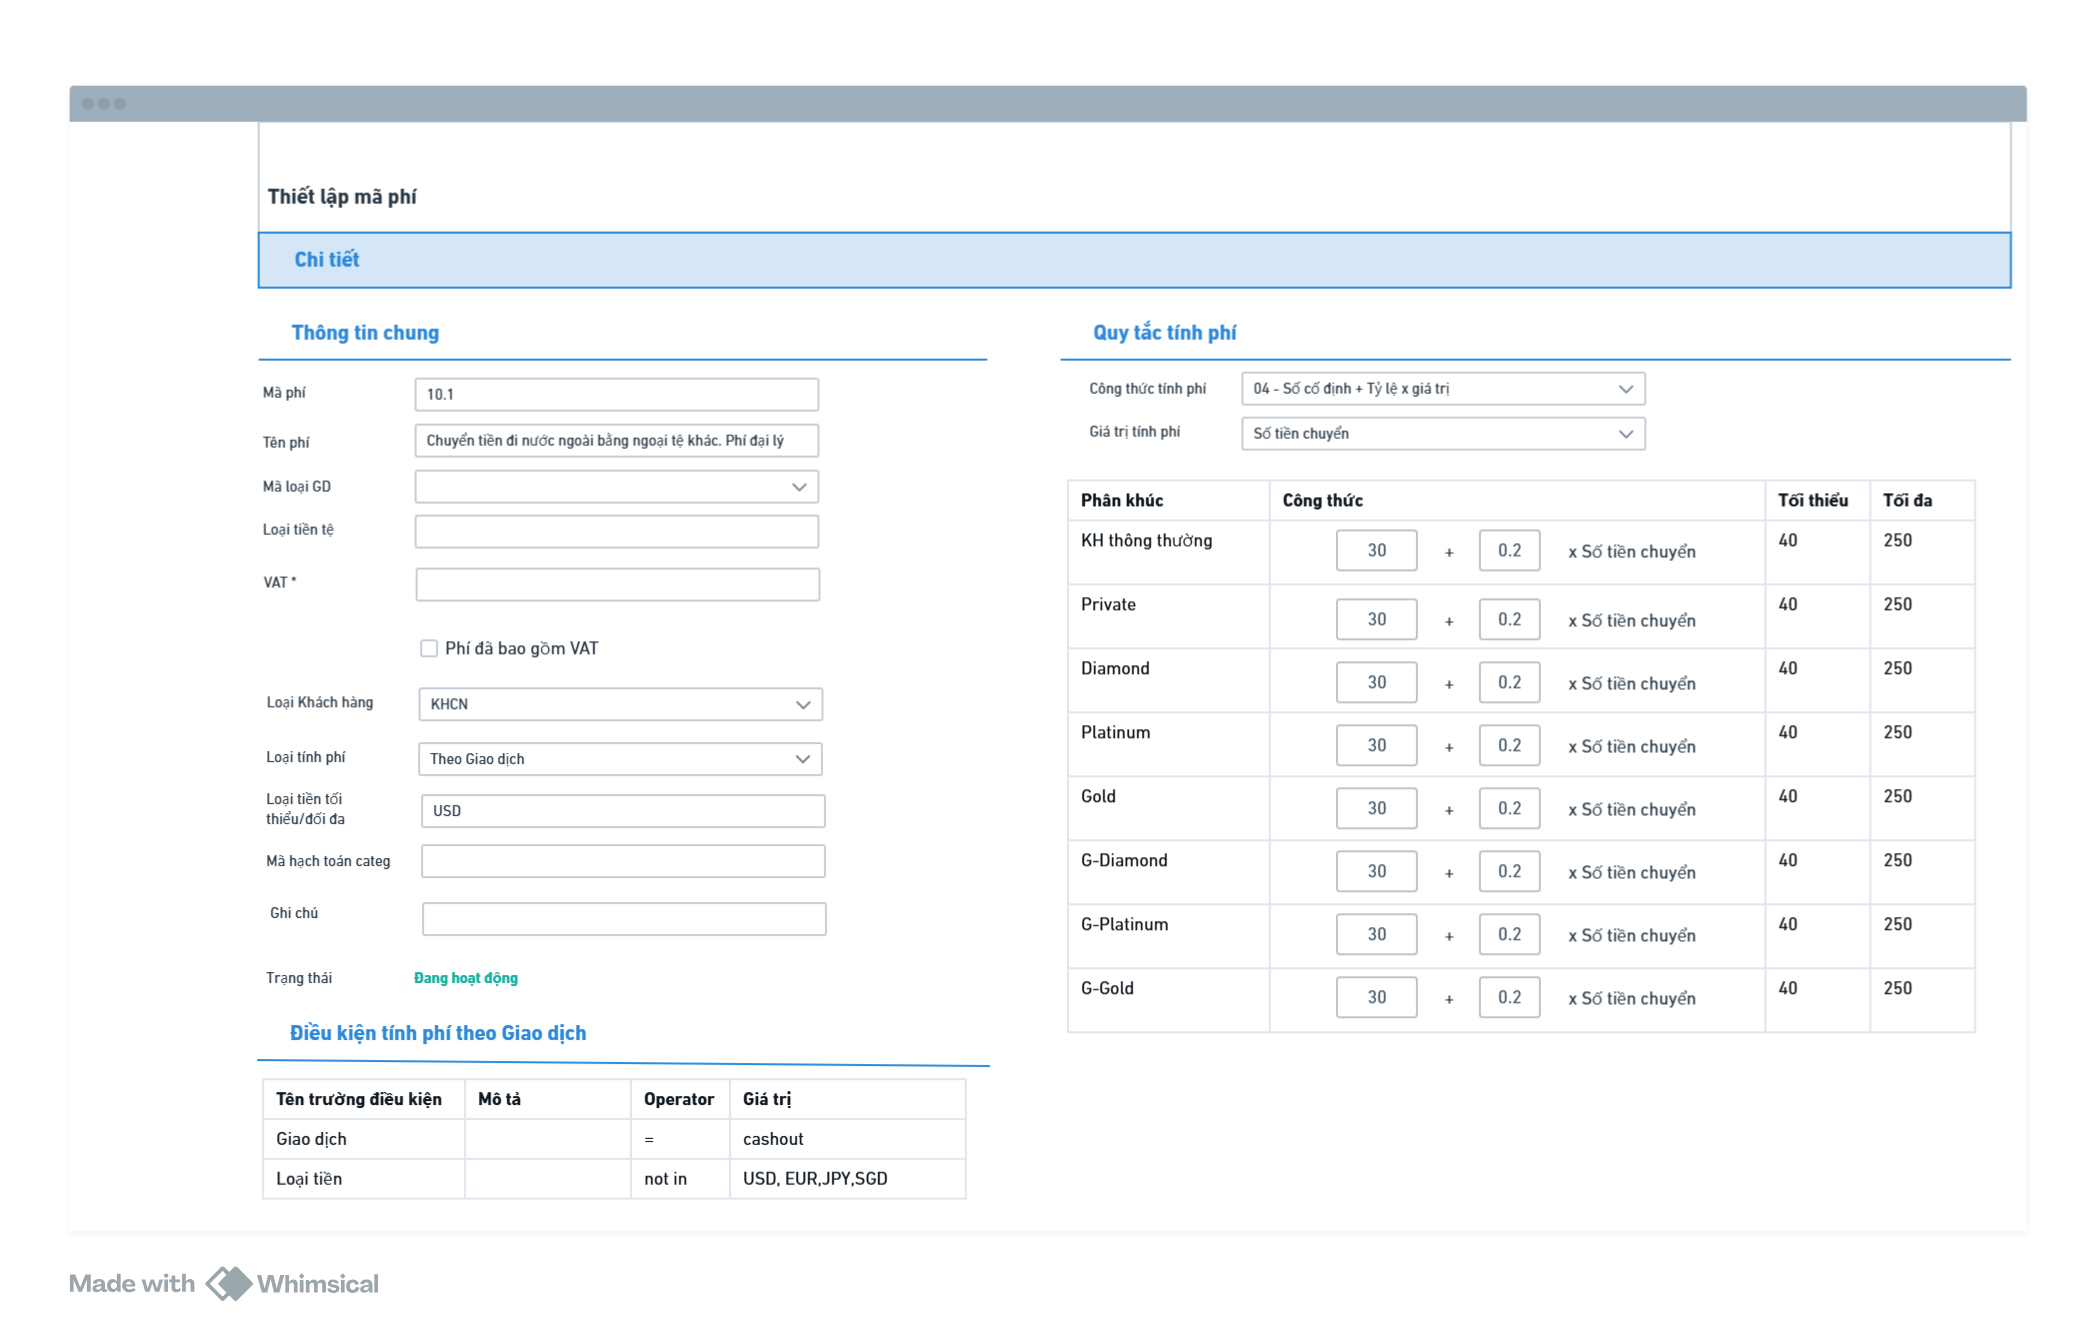 Thiết lập mã phí
Chi tiết
Thông tin chung
Mã phí
10.1
Tên phí
Chuyển tiền đi nước ngoài bằng ngoại tệ khác. Phí đại lý
Mã loại GD
Loại tiền tệ
VAT *
Phí đã bao gồm VAT
Loại Khách hàng
KHCN
Loại tính phí
Theo Giao dịch
Loại tiền tối
thiểu/đối đa
USD
Mã hạch toán categ
Ghi chú
Trạng thái
Đang hoạt động
Điều kiện tính phí theo Giao dịch
Tên trường điều kiện Mô tả Operator Giá trị
Giao dịch = cashout
Loại tiền not in USD, EUR,JPY,SGD
Quy tắc tính phí
Công thức tính phí
04 - Số cố định + Tỷ lệ x giá trị
Giá trị tính phí
Số tiền chuyển
Phân khúc Công thức Tối thiểu Tối đa
KH thông thường 30 + 0.2 x Số tiền chuyển 40 250
Private 30 + 0.2 x Số tiền chuyển 40 250
Diamond 30 + 0.2 x Số tiền chuyển 40 250
Platinum 30 + 0.2 x Số tiền chuyển 40 250
Gold 30 + 0.2 x Số tiền chuyển 40 250
G-Diamond 30 + 0.2 x Số tiền chuyển 40 250
G-Platinum 30 + 0.2 x Số tiền chuyển 40 250
G-Gold 30 + 0.2 x Số tiền chuyển 40 250
Made with Whimsical